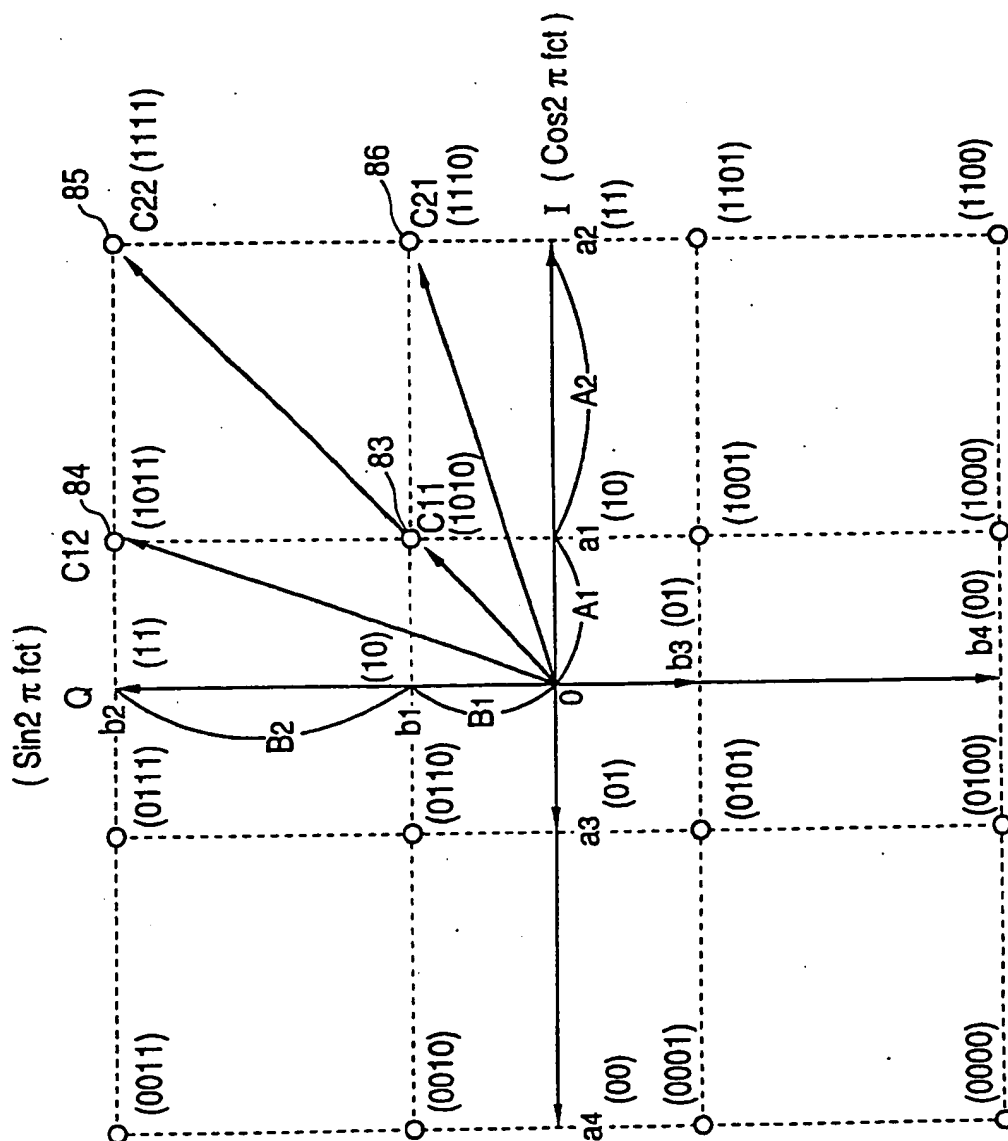 ( Sin2 π fct )
Q
C12
84
85
b2
(11)
(0011)
(0111)
(1011)
C22 (1111)
B2
83
86
b1
(10)
C11
C21
(0010)
(0110)
(1010)
(1110)
B1
A1
A2
I ( Cos2 π fct )
0
a4
(00)
a3
(01)
a1
(10)
a2
(11)
b3 (01)
(0001)
(0101)
(1001)
(1101)
b4 (00)
(0000)
(0100)
(1000)
(1100)